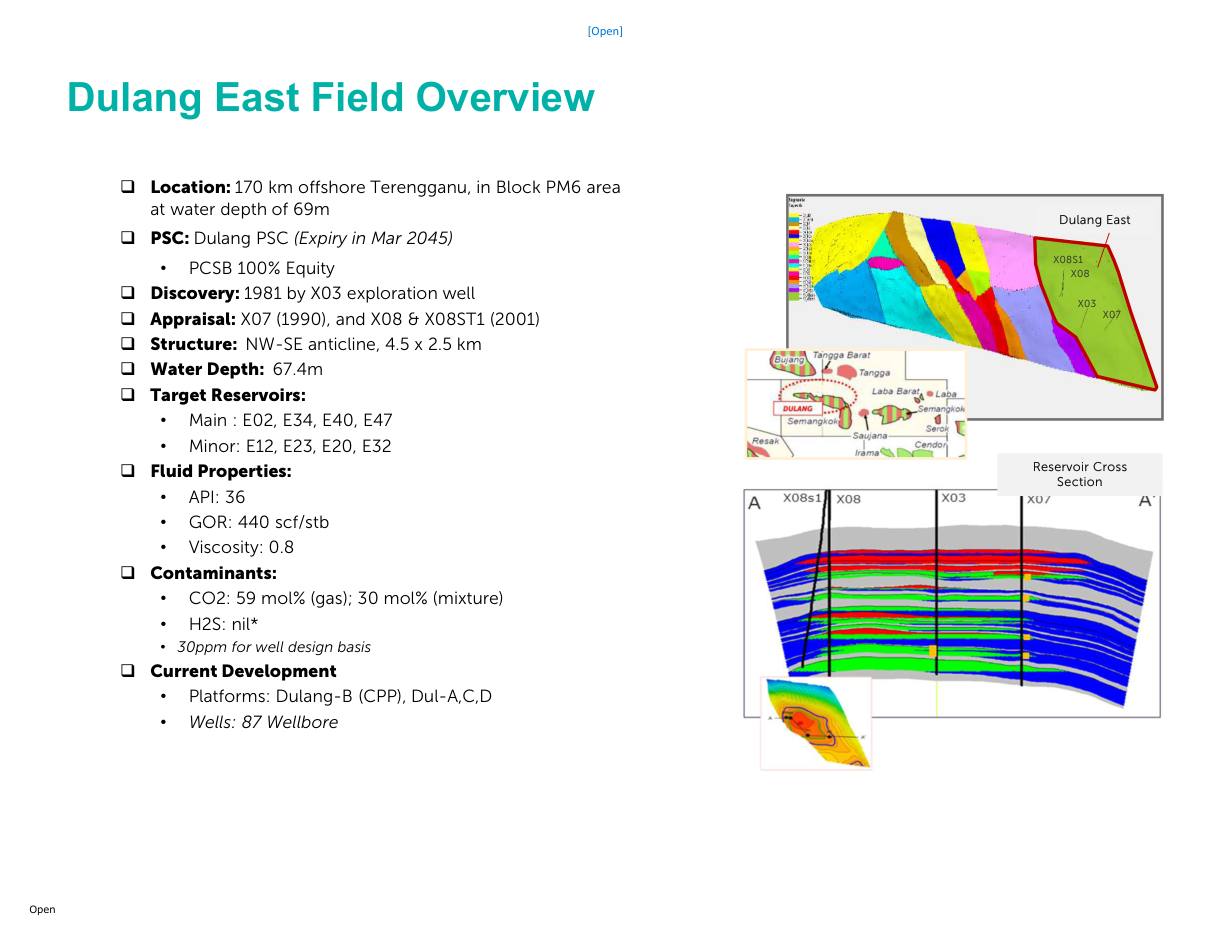 [Open]
Dulang East Field Overview
❑ Location: 170 km offshore Terengganu, in Block PM6 area
at water depth of 69m
❑ PSC: Dulang PSC (Expiry in Mar 2045)
• PCSB 100% Equity
❑ Discovery: 1981 by X03 exploration well
❑ Appraisal: X07 (1990), and X08 & X08ST1 (2001)
❑ Structure: NW-SE anticline, 4.5 x 2.5 km
❑ Water Depth: 67.4m
❑ Target Reservoirs:
• Main : E02, E34, E40, E47
• Minor: E12, E23, E20, E32
❑ Fluid Properties:
• API: 36
• GOR: 440 scf/stb
• Viscosity: 0.8
❑ Contaminants:
• CO2: 59 mol% (gas); 30 mol% (mixture)
• H2S: nil*
• 30ppm for well design basis
❑ Current Development
• Platforms: Dulang-B (CPP), Dul-A,C,D
• Wells: 87 Wellbore
Dulang East
X08S1
X08
X03
X07
Bujang
Tangga Barat
Tangga
Laba Barat
Laba
DULANG
Semangkok
Semangkok
Saujana
Serok
Resak
Irama
Cendor
Reservoir Cross
Section
A X08s1 X08 X03 X07 A'
Open